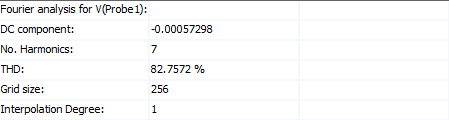 Fourier analysis for V(Probe1):
DC component: -0.00057298
No. Harmonics: 7
THD: 82.7572 %
Grid size: 256
Interpolation Degree: 1